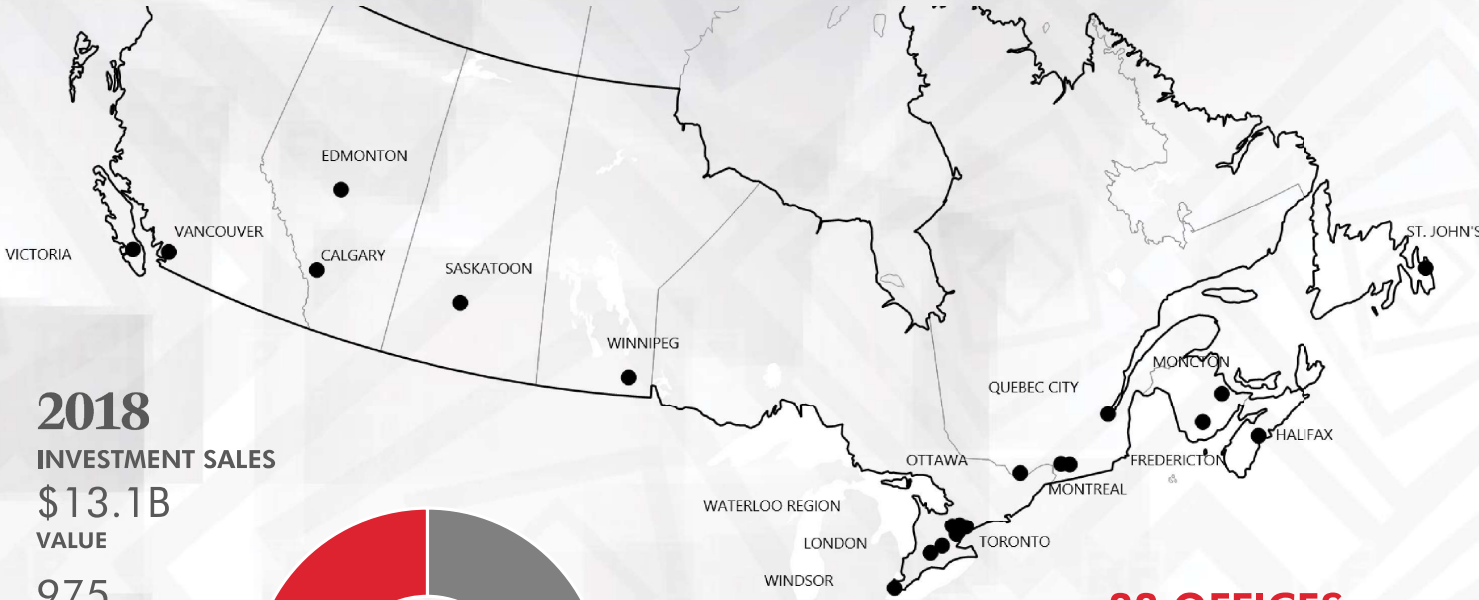 EDMONTON
VANCOUVER
VICTORIA
CALGARY
SASKATOON
WINNIPEG
ST. JOHN'S
MONCTON
QUEBEC CITY
HALIFAX
OTTAWA
FREDERICTON
MONTREAL
WATERLOO REGION
LONDON
TORONTO
WINDSOR
2018
INVESTMENT SALES
$13.1B
VALUE
975
OFFICES